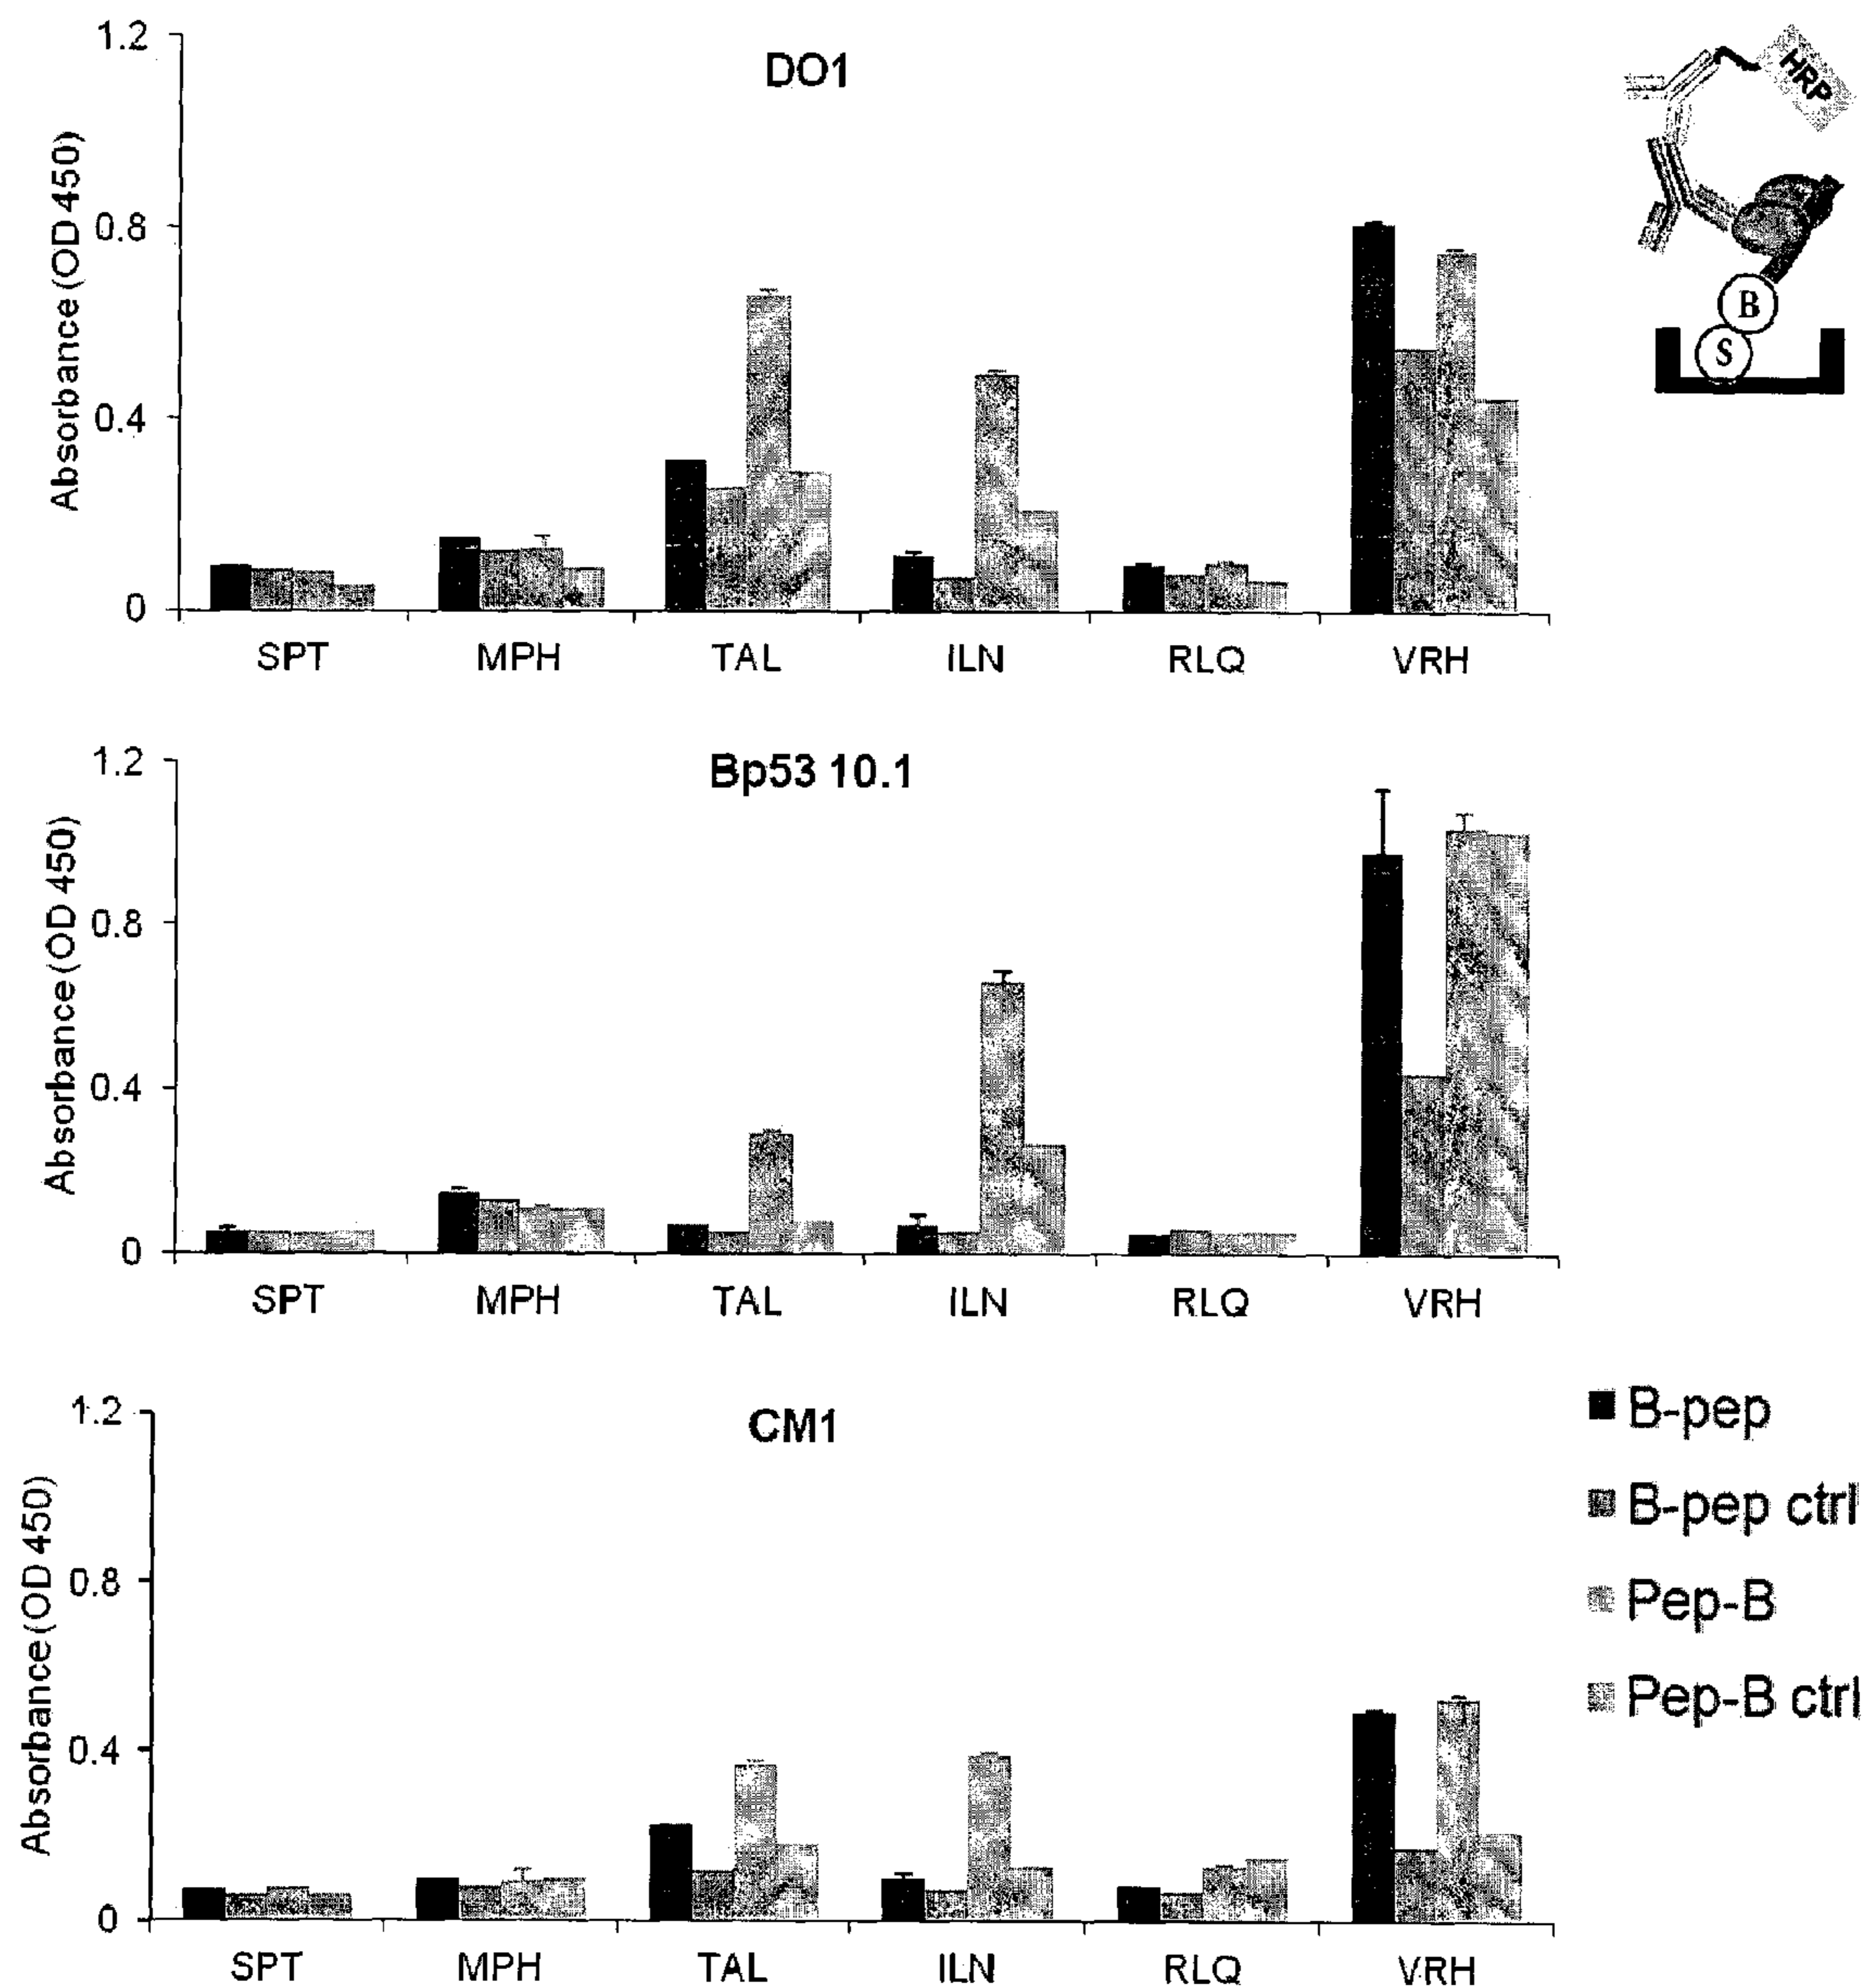 DO1
1.2
0.8
0.4
0
Absorbance (OD 450)
SPT MPH TAL ILN RLQ VRH
HRP
B
S
Bp53 10.1
1.2
0.8
0.4
0
Absorbance (OD 450)
SPT MPH TAL ILN RLQ VRH
CM1
1.2
0.8
0.4
0
Absorbance (OD 450)
SPT MPH TAL ILN RLQ VRH
B-pep
B-pep ctrl
Pep-B
Pep-B ctrl